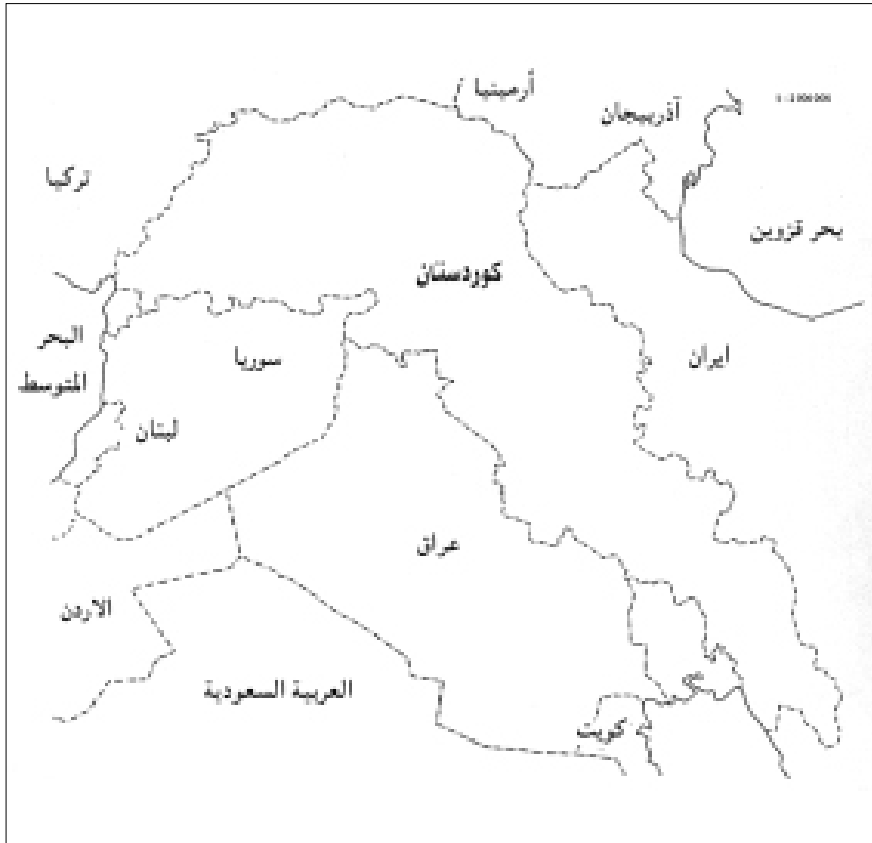 أرمينيا
آذربيجان
تركيا
بحر قزوين
كوردستان
البحر
المتوسط
سوريا
ايران
لبنان
عراق
الاردن
العربية السعودية
كويت